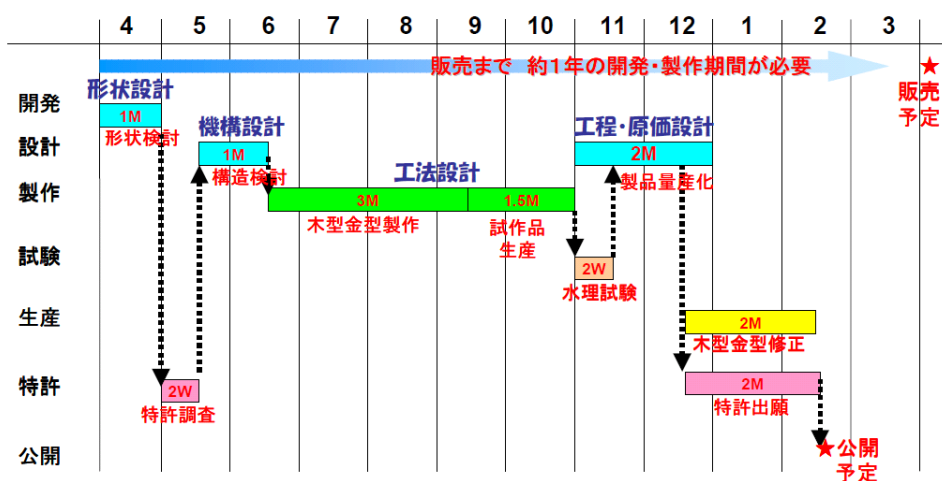 4 5 6 7 8 9 10 11 12 1 2 3
販売まで 約1年の開発・製作期間が必要
★
販売
予定
開発
形状設計
1M
形状検討
設計
機構設計
1M
構造検討
工程・原価設計
2M
製品量産化
製作
工法設計
3M
木型金型製作
1.5M
試作品
生産
試験
2W
水理試験
生産
2M
木型金型修正
特許
2W
特許調査
2M
特許出願
公開
★公開
予定